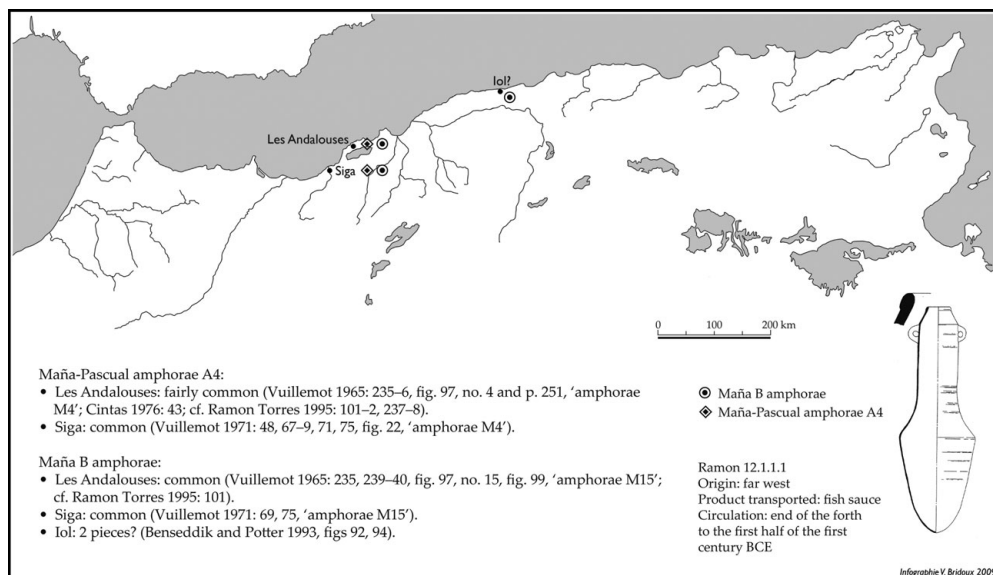 Iol?
Les Andalouses
Siga
0 100 200 km
Maña-Pascual amphorae A4:
• Les Andalouses: fairly common (Vuillemot 1965: 235–6, fig. 97, no. 4 and p. 251, ‘amphorae
M4’; Cintas 1976: 43; cf. Ramon Torres 1995: 101–2, 237–8).
• Siga: common (Vuillemot 1971: 48, 67–9, 71, 75, fig. 22, ‘amphorae M4’).
Maña B amphorae:
• Les Andalouses: common (Vuillemot 1965: 235, 239–40, fig. 97, no. 15, fig. 99, ‘amphorae M15’;
cf. Ramon Torres 1995: 101).
• Siga: common (Vuillemot 1971: 69, 75, ‘amphorae M15’).
• Iol: 2 pieces? (Benseddik and Potter 1993, figs 92, 94).
Maña B amphorae
Maña-Pascual amphorae A4
Ramon 12.1.1.1
Origin: far west
Product transported: fish sauce
Circulation: end of the forth
to the first half of the first
century BCE
Infographie V. Bridoux 2009